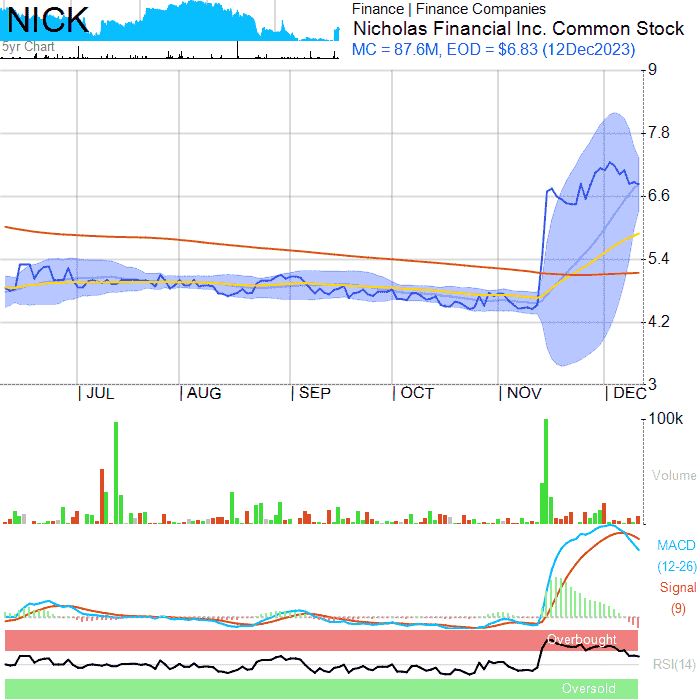 NICK
5yr Chart
Finance | Finance Companies
Nicholas Financial Inc. Common Stock
MC = 87.6M, EOD = $6.83 (12Dec2023)
9
7.8
6.6
5.4
4.2
3
| JUL | AUG | SEP | OCT | NOV | DEC
100k
Volume
MACD
(12-26)
Signal
(9)
Overbought
RSI(14)
Oversold